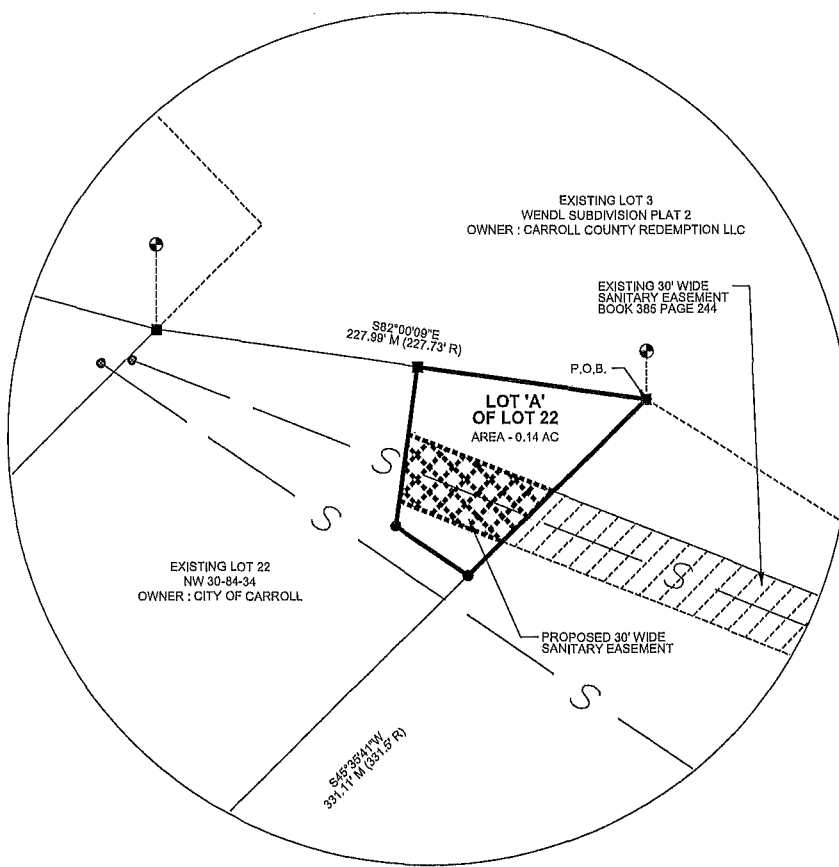 EXISTING LOT 3
WENDL SUBDIVISION PLAT 2
OWNER : CARROLL COUNTY REDEMPTION LLC
EXISTING 30' WIDE
SANITARY EASEMENT
BOOK 385 PAGE 244
S82°00'09"E
227.99' M (227.73' R)
P.O.B.
LOT 'A'
OF LOT 22
AREA - 0.14 AC
S
S
S
S
EXISTING LOT 22
NW 30-84-34
OWNER : CITY OF CARROLL
PROPOSED 30' WIDE
SANITARY EASEMENT
S45°35'41"W
331.11' M (331.5' R)